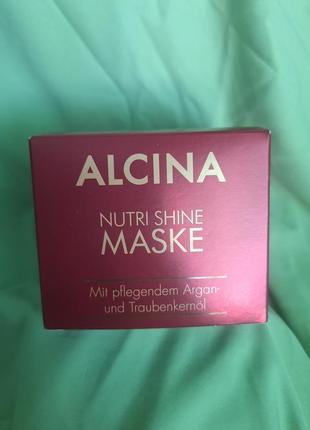 ALCINA
NUTRI SHINE
MASKE
Mit pflegendem Argan-
und Traubenkernöl